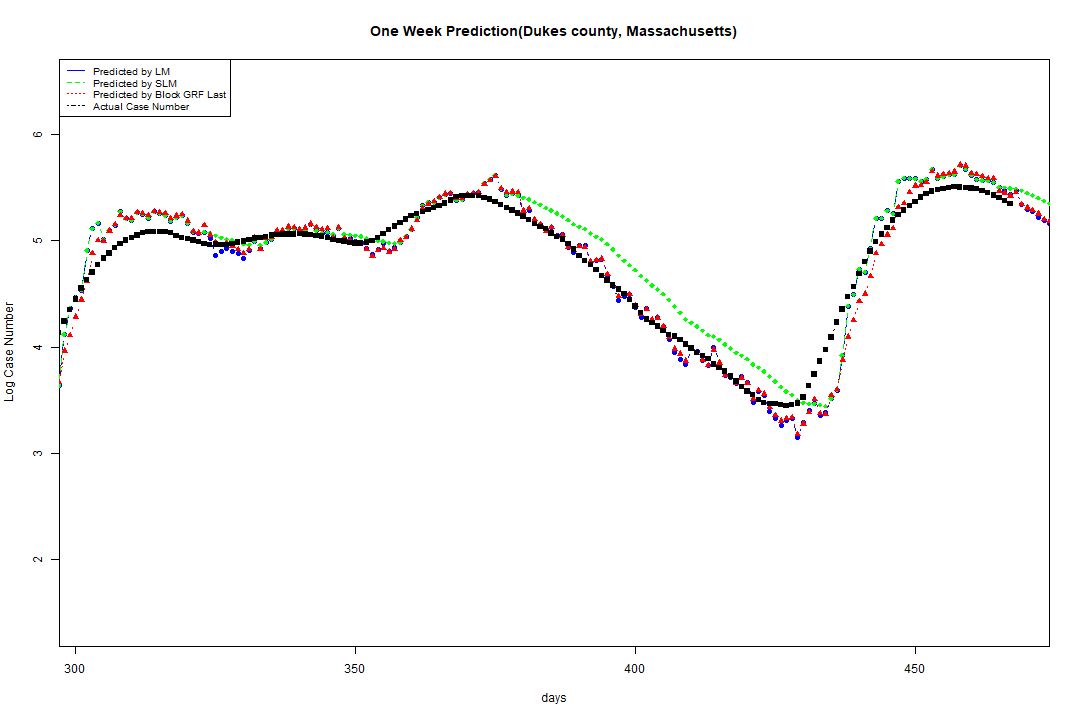 One Week Prediction(Dukes county, Massachusetts)
Predicted by LM
Predicted by SLM
Predicted by Block GRF Last
Actual Case Number
6
5
4
3
2
Log Case Number
300
350
400
450
days